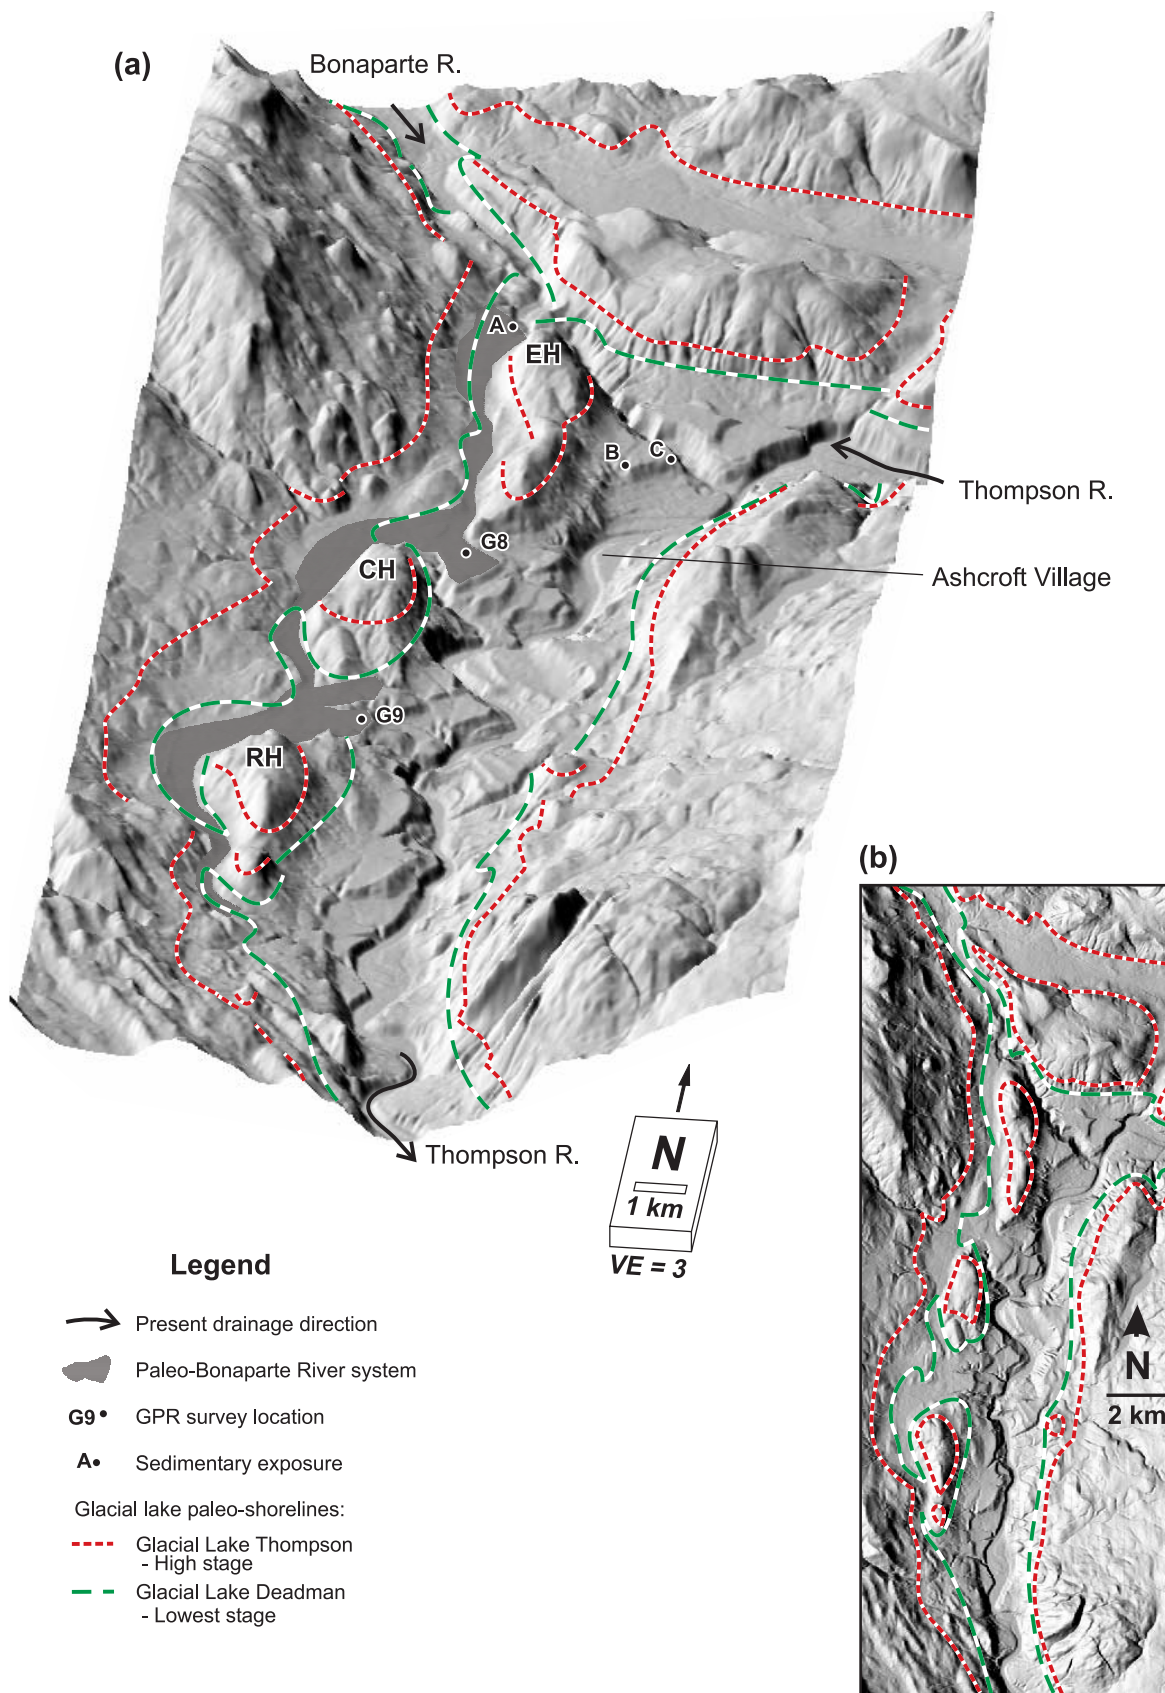 (a)
Bonaparte R.
A
EH
B
C
Thompson R.
G8
CH
Ashcroft Village
G9
RH
(b)
N
1 km
VE = 3
Thompson R.
N
2 km
Legend
Present drainage direction
Paleo-Bonaparte River system
G9
GPR survey location
A
Sedimentary exposure
Glacial lake paleo-shorelines:
Glacial Lake Thompson
- High stage
Glacial Lake Deadman
- Lowest stage